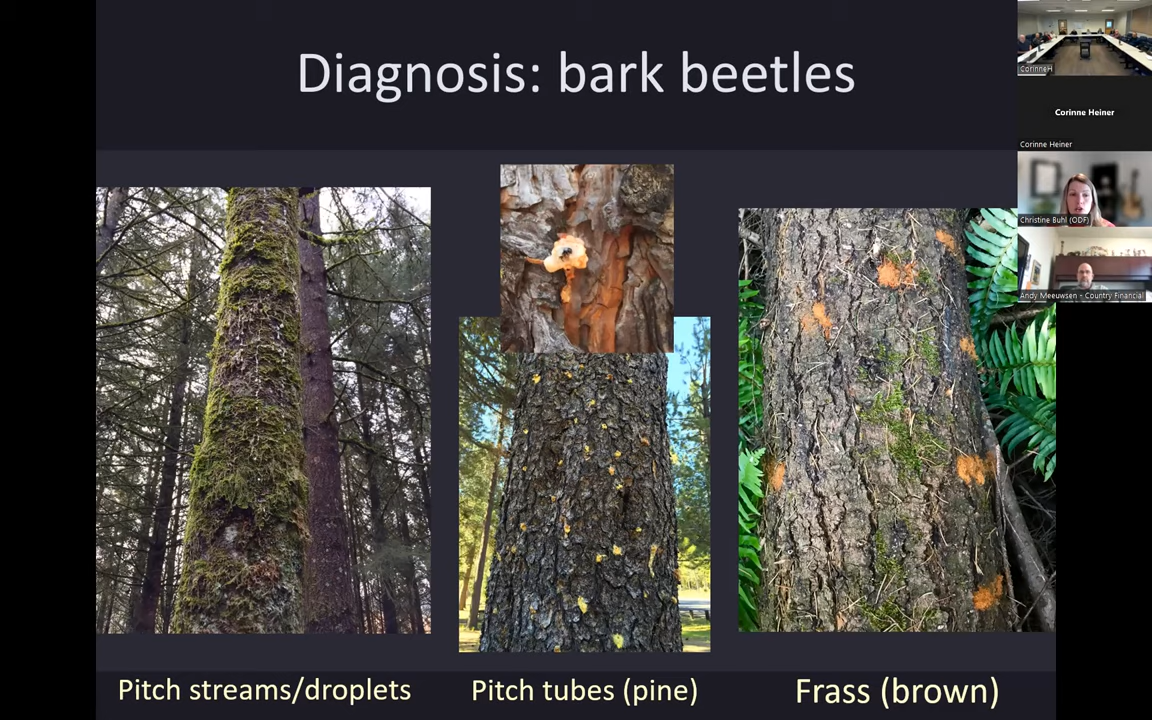 Diagnosis: bark beetles
CorinneH
Corinne Heiner
Corinne Heiner
Christine Buhl (ODF)
Andy Meeuwsen - Country Financial
Pitch streams/droplets
Pitch tubes (pine)
Frass (brown)